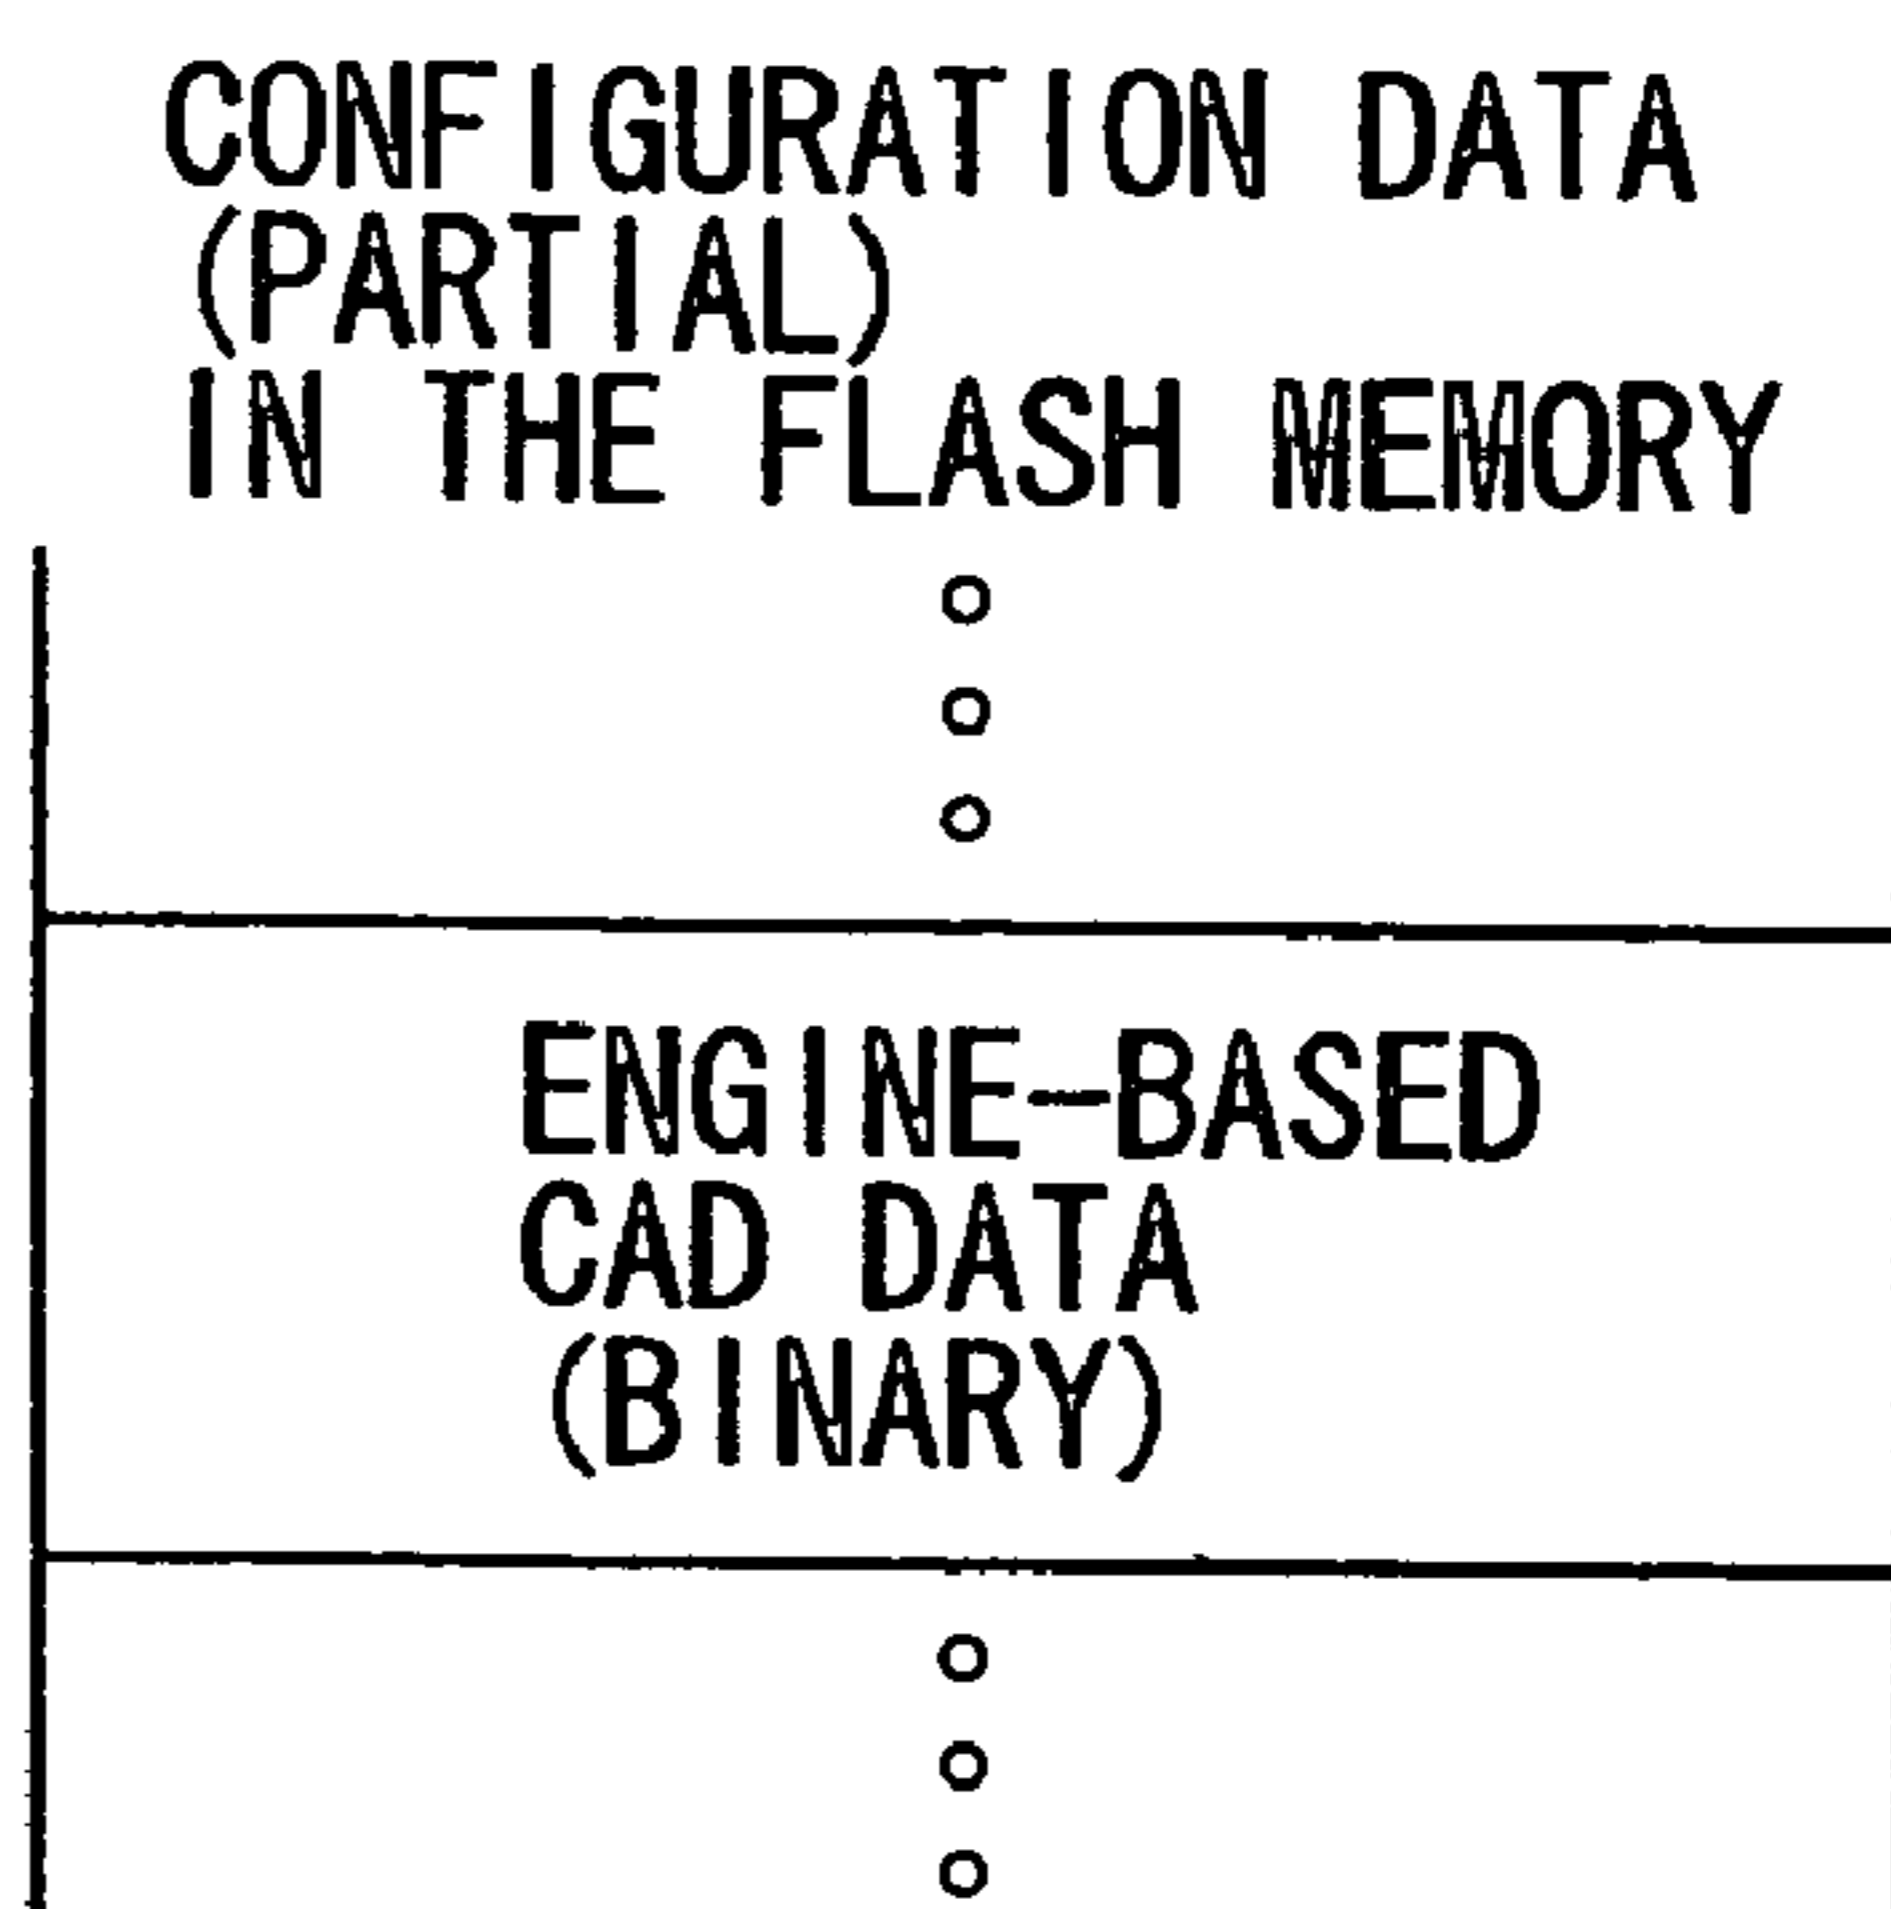 CONFIGURATION DATA
(PARTIAL)
IN THE FLASH MEMORY
ENGINE-BASED
CAD DATA
(BINARY)